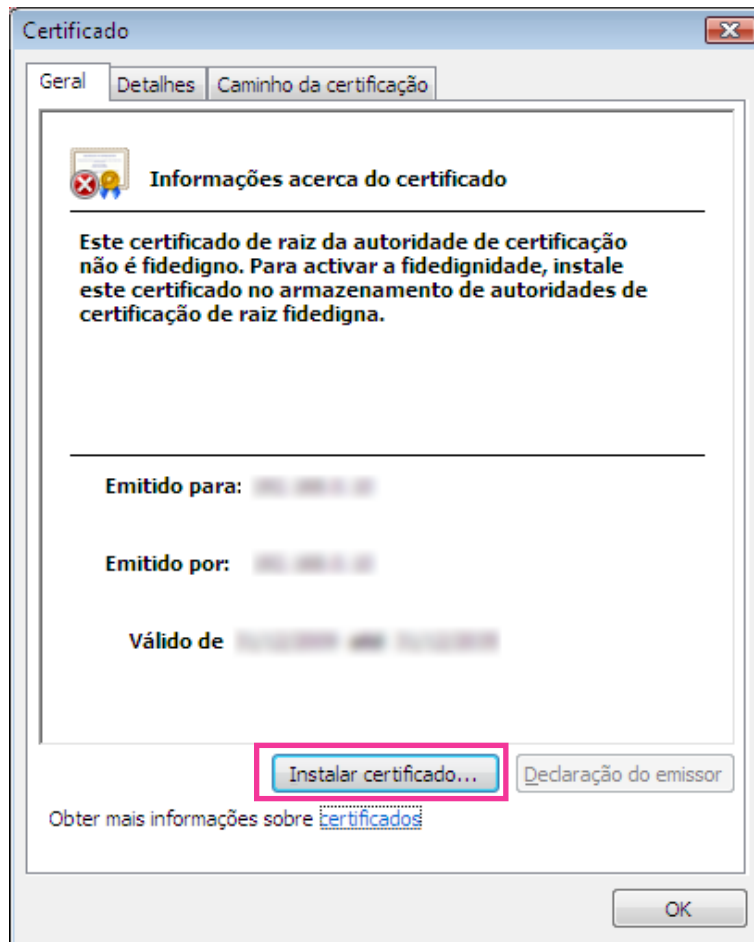 Certificado
Geral
Detalhes
Caminho da certificação
Informações acerca do certificado
Este certificado de raiz da autoridade de certificação
não é fidedigno. Para activar a fidedignidade, instale
este certificado no armazenamento de autoridades de
certificação de raiz fidedigna.
Emitido para:
Emitido por:
Válido de
Instalar certificado...
Declaração do emissor
Obter mais informações sobre certificados
OK